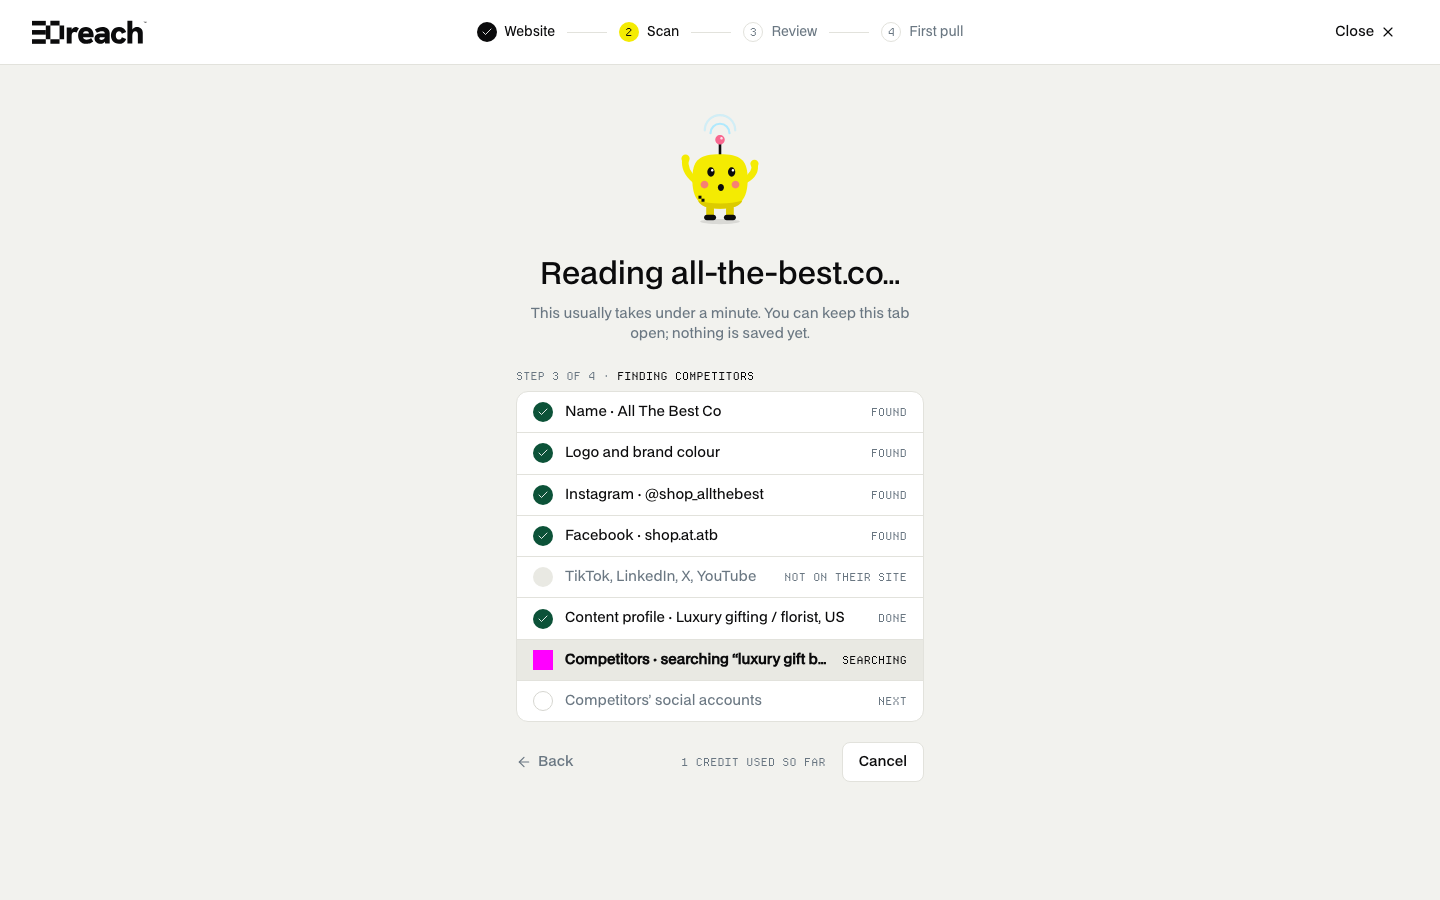 reach
Website
2 Scan
3 Review
4 First pull
Close
Reading all-the-best.co...
This usually takes under a minute. You can keep this tab
open; nothing is saved yet.
STEP 3 OF 4 · FINDING COMPETITORS
Name · All The Best Co FOUND
Logo and brand colour FOUND
Instagram · @shop_allthebest FOUND
Facebook · shop.at.atb FOUND
TikTok, LinkedIn, X, YouTube NOT ON THEIR SITE
Content profile · Luxury gifting / florist, US DONE
Competitors · searching “luxury gift b... SEARCHING
Competitors' social accounts NEXT
Back
1 CREDIT USED SO FAR
Cancel